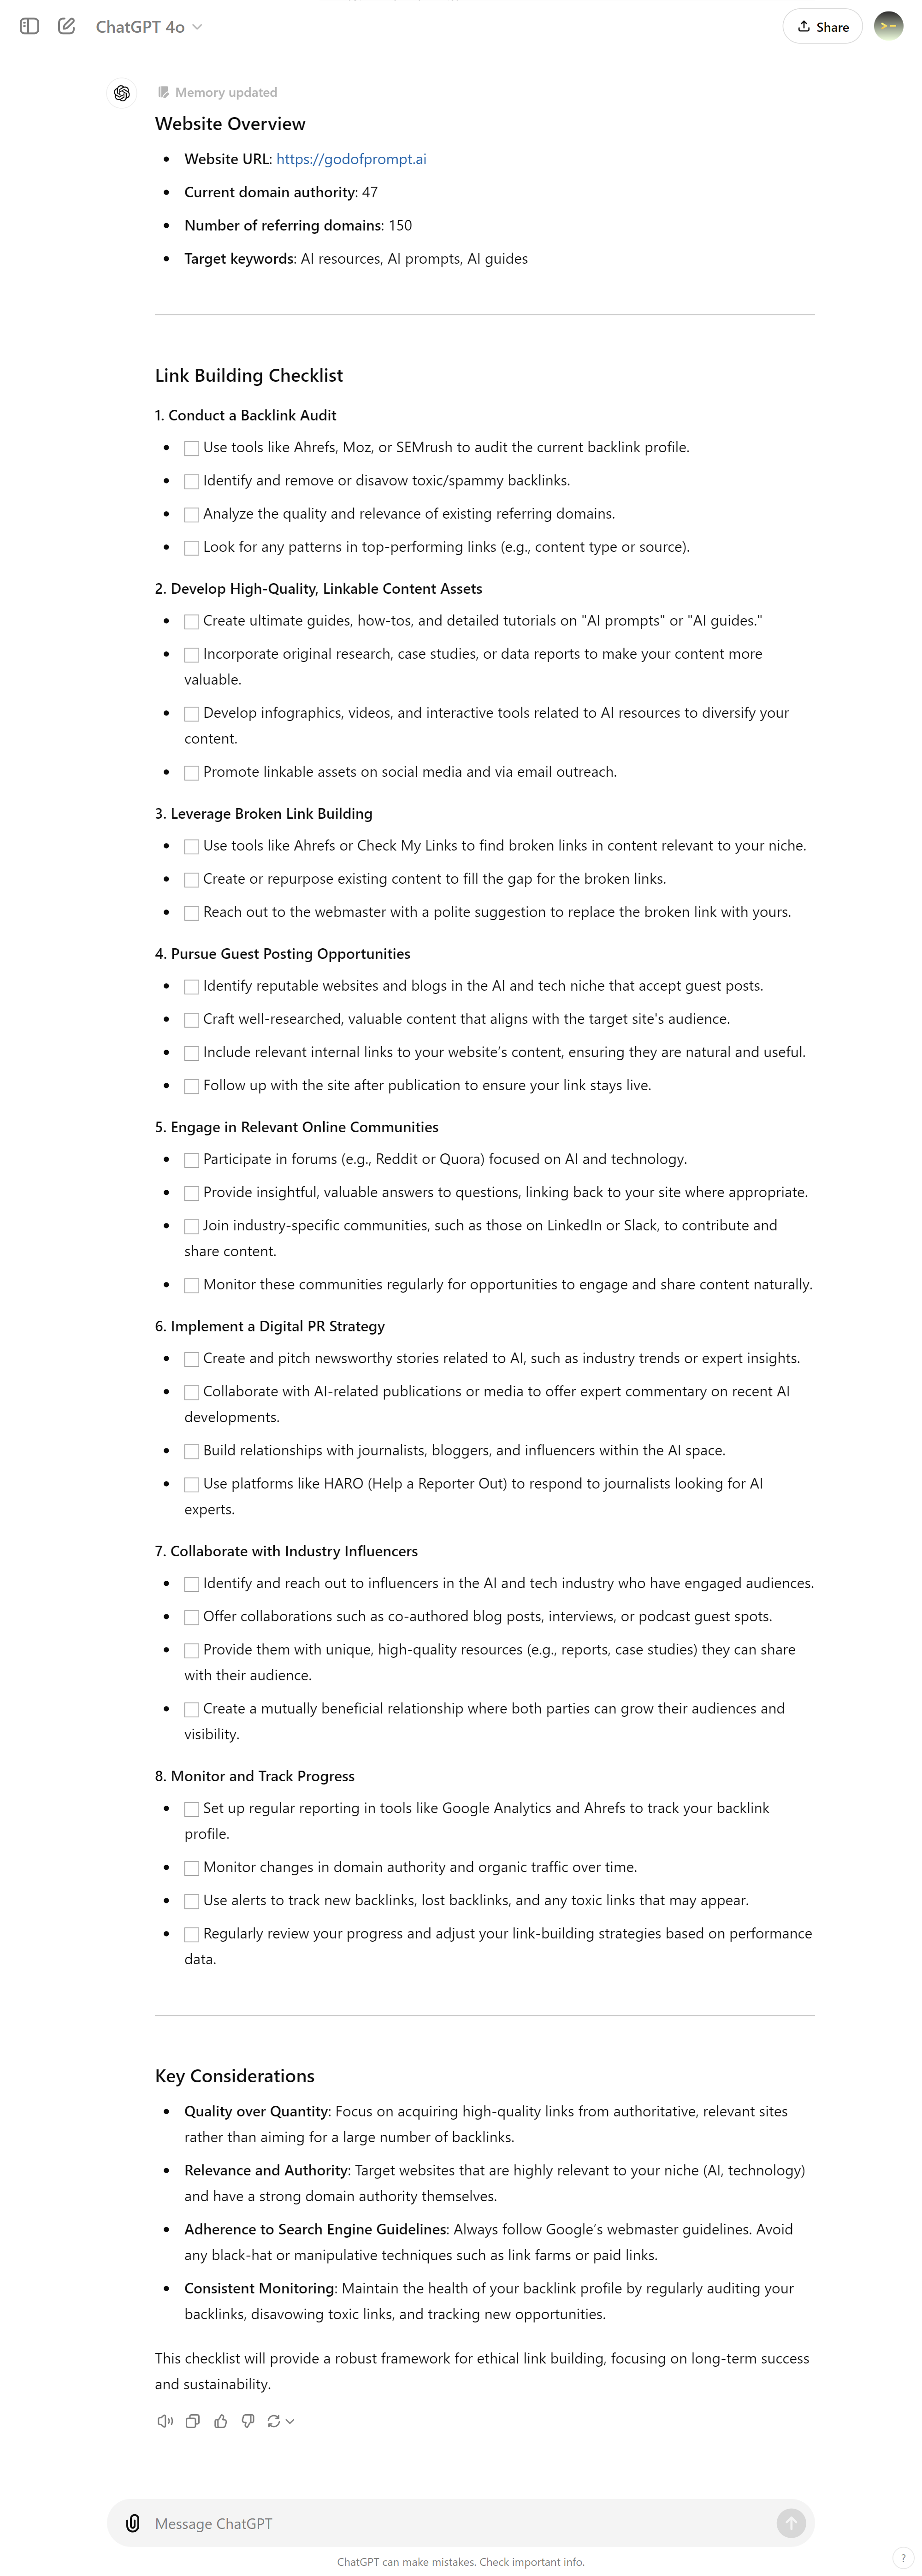 ChatGPT 4o
Share
Memory updated
Website Overview
Website URL: https://godofprompt.ai
Current domain authority: 47
Number of referring domains: 150
Target keywords: AI resources, AI prompts, AI guides
Link Building Checklist
1. Conduct a Backlink Audit
Use tools like Ahrefs, Moz, or SEMrush to audit the current backlink profile.
Identify and remove or disavow toxic/spammy backlinks.
Analyze the quality and relevance of existing referring domains.
Look for any patterns in top-performing links (e.g., content type or source).
2. Develop High-Quality, Linkable Content Assets
Create ultimate guides, how-tos, and detailed tutorials on "AI prompts" or "AI guides."
Incorporate original research, case studies, or data reports to make your content more
valuable.
Develop infographics, videos, and interactive tools related to AI resources to diversify your
content.
Promote linkable assets on social media and via email outreach.
3. Leverage Broken Link Building
Use tools like Ahrefs or Check My Links to find broken links in content relevant to your niche.
Create or repurpose existing content to fill the gap for the broken links.
Reach out to the webmaster with a polite suggestion to replace the broken link with yours.
4. Pursue Guest Posting Opportunities
Identify reputable websites and blogs in the AI and tech niche that accept guest posts.
Craft well-researched, valuable content that aligns with the target site's audience.
Include relevant internal links to your website’s content, ensuring they are natural and useful.
Follow up with the site after publication to ensure your link stays live.
5. Engage in Relevant Online Communities
Participate in forums (e.g., Reddit or Quora) focused on AI and technology.
Provide insightful, valuable answers to questions, linking back to your site where appropriate.
Join industry-specific communities, such as those on LinkedIn or Slack, to contribute and
share content.
Monitor these communities regularly for opportunities to engage and share content naturally.
6. Implement a Digital PR Strategy
Create and pitch newsworthy stories related to AI, such as industry trends or expert insights.
Collaborate with AI-related publications or media to offer expert commentary on recent AI
developments.
Build relationships with journalists, bloggers, and influencers within the AI space.
Use platforms like HARO (Help a Reporter Out) to respond to journalists looking for AI
experts.
7. Collaborate with Industry Influencers
Identify and reach out to influencers in the AI and tech industry who have engaged audiences.
Offer collaborations such as co-authored blog posts, interviews, or podcast guest spots.
Provide them with unique, high-quality resources (e.g., reports, case studies) they can share
with their audience.
Create a mutually beneficial relationship where both parties can grow their audiences and
visibility.
8. Monitor and Track Progress
Set up regular reporting in tools like Google Analytics and Ahrefs to track your backlink
profile.
Monitor changes in domain authority and organic traffic over time.
Use alerts to track new backlinks, lost backlinks, and any toxic links that may appear.
Regularly review your progress and adjust your link-building strategies based on performance
data.
Key Considerations
Quality over Quantity: Focus on acquiring high-quality links from authoritative, relevant sites
rather than aiming for a large number of backlinks.
Relevance and Authority: Target websites that are highly relevant to your niche (AI, technology)
and have a strong domain authority themselves.
Adherence to Search Engine Guidelines: Always follow Google’s webmaster guidelines. Avoid
any black-hat or manipulative techniques such as link farms or paid links.
Consistent Monitoring: Maintain the health of your backlink profile by regularly auditing your
backlinks, disavowing toxic links, and tracking new opportunities.
This checklist will provide a robust framework for ethical link building, focusing on long-term success
and sustainability.
Message ChatGPT
ChatGPT can make mistakes. Check important info.
?